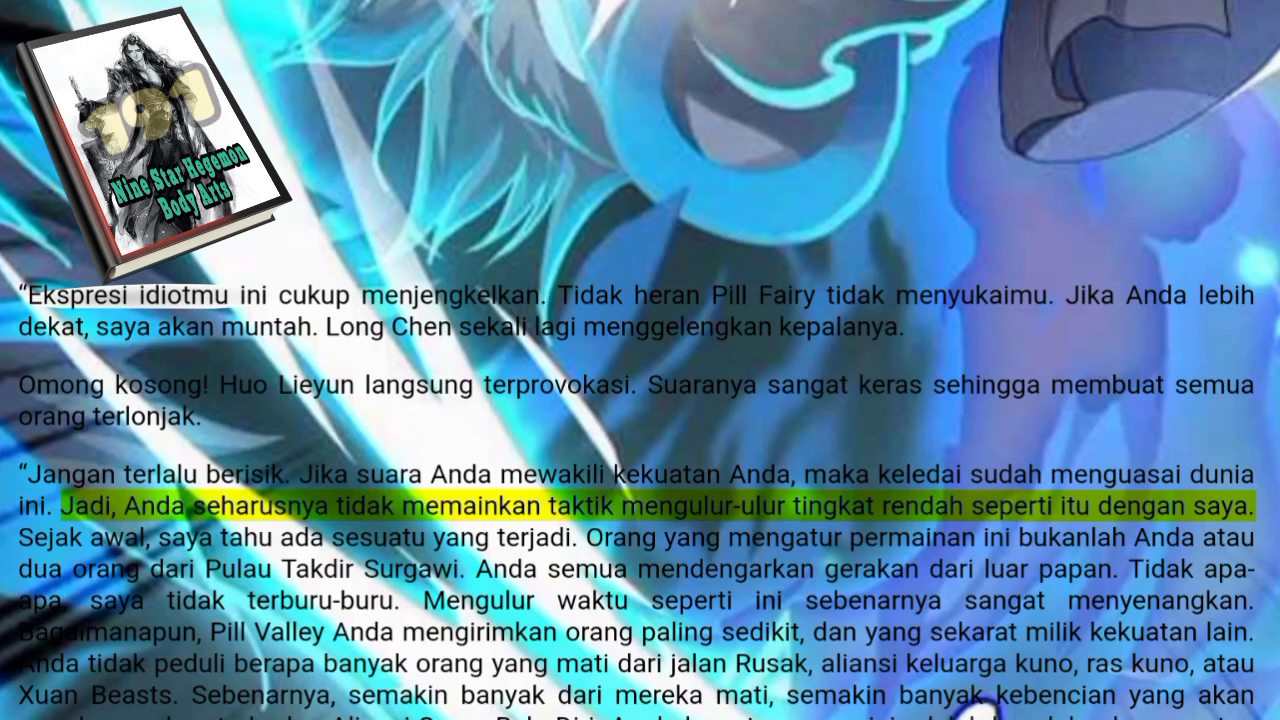 Nine Star Hegemon
Body Arts
“Ekspresi idiotmu ini cukup menjengkelkan. Tidak heran Pill Fairy tidak menyukaimu. Jika Anda lebih
dekat, saya akan muntah. Long Chen sekali lagi menggelengkan kepalanya.
Omong kosong! Huo Lieyun langsung terprovokasi. Suaranya sangat keras sehingga membuat semua
orang terlonjak.
“Jangan terlalu berisik. Jika suara Anda mewakili kekuatan Anda, maka keledai sudah menguasai dunia
ini. Jadi, Anda seharusnya tidak memainkan taktik mengulur-ulur tingkat rendah seperti itu dengan saya.
Sejak awal, saya tahu ada sesuatu yang terjadi. Orang yang mengatur permainan ini bukanlah Anda atau
dua orang dari Pulau Takdir Surgawi. Anda semua mendengarkan gerakan dari luar papan. Tidak apa-
apa, saya tidak terburu-buru. Mengulur waktu seperti ini sebenarnya sangat menyenangkan.
Bagaimanapun, Pill Valley Anda mengirimkan orang paling sedikit, dan yang sekarat milik kekuatan lain.
Anda tidak peduli berapa banyak orang yang mati dari jalan Rusak, aliansi keluarga kuno, ras kuno, atau
Xuan Beasts. Sebenarnya, semakin banyak dari mereka mati, semakin banyak kebencian yang akan